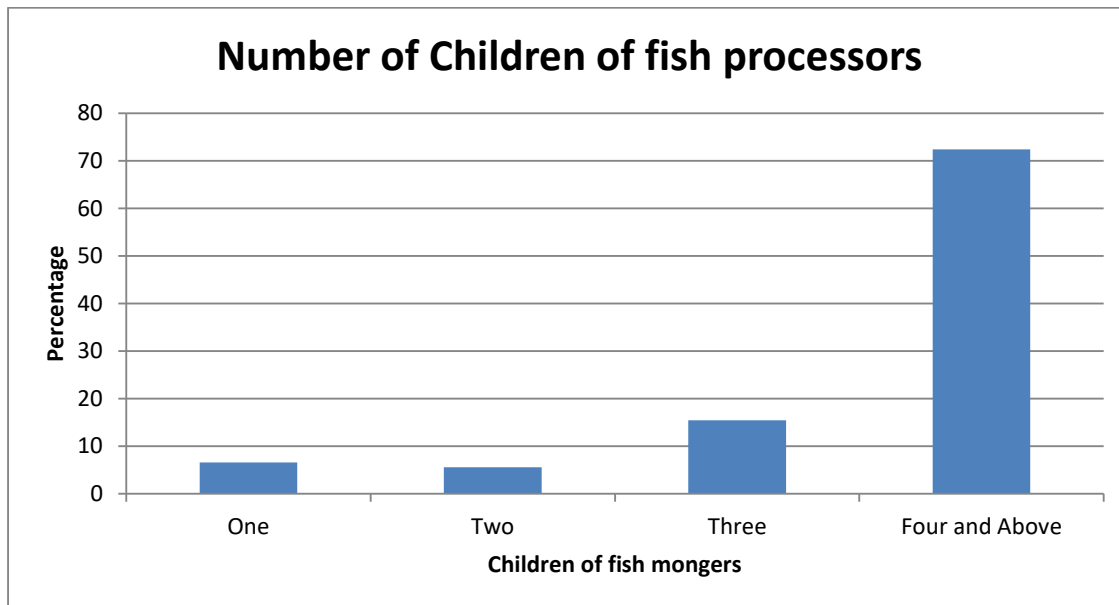 Number of Children of fish processors
80
70
60
50
40
30
20
10
0
Percentage
One Two Three Four and Above
Children of fish mongers